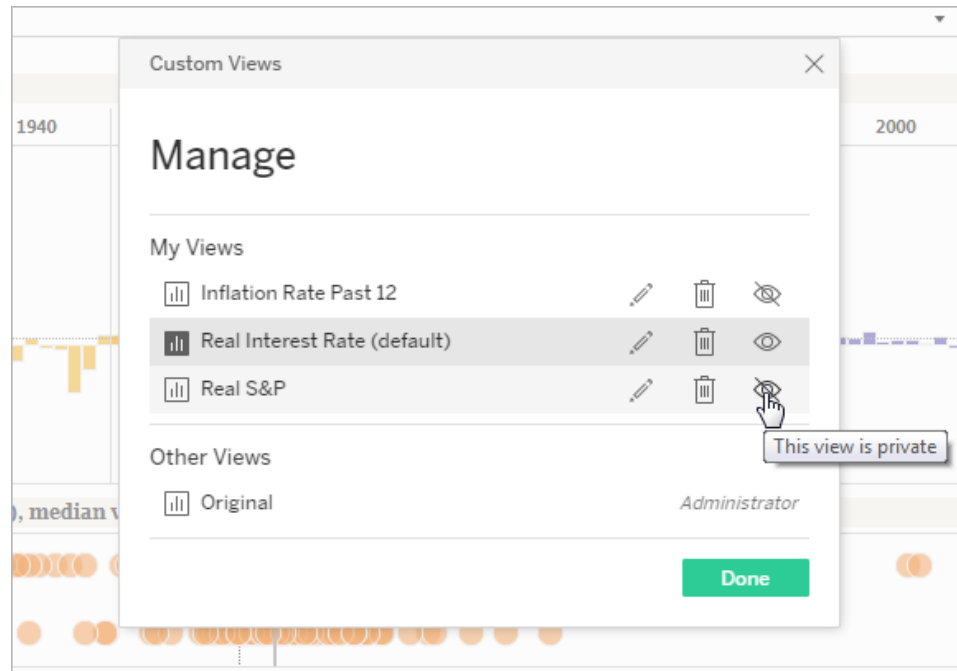 Custom Views
1940
2000
Manage
My Views
Inflation Rate Past 12
Real Interest Rate (default)
Real S&P
This view is private
Other Views
Original
Administrator
), median v
Done